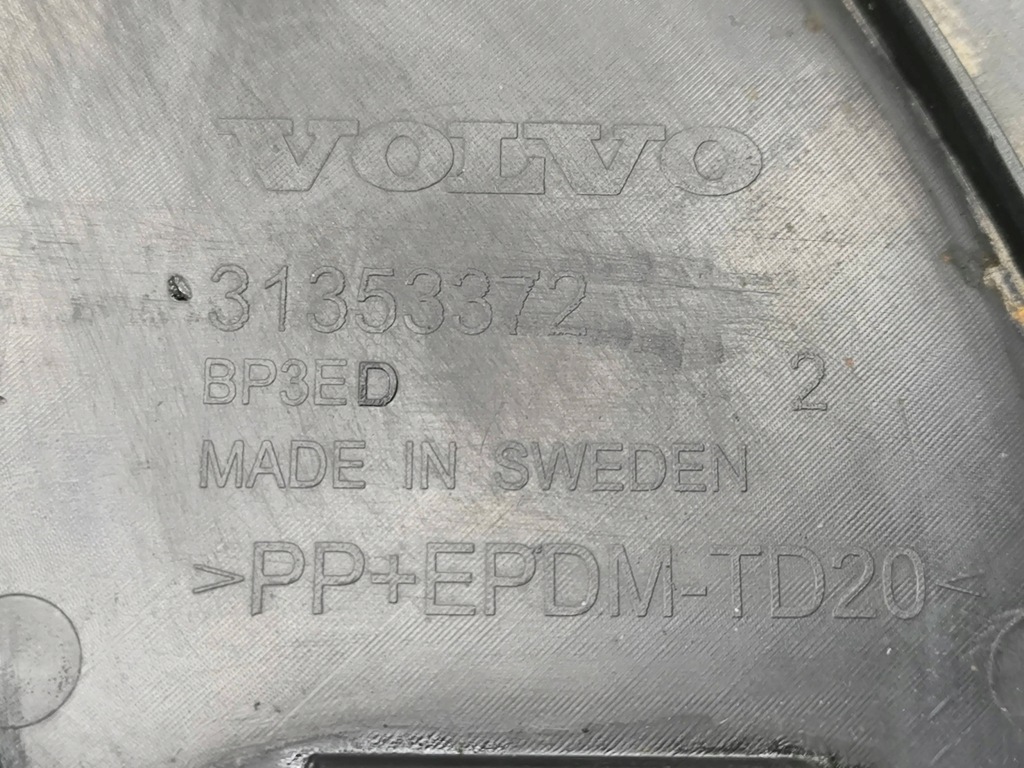 VOLVO
31353372
BP3ED 2
MADE IN SWEDEN
>PP+EPDM-TD20<